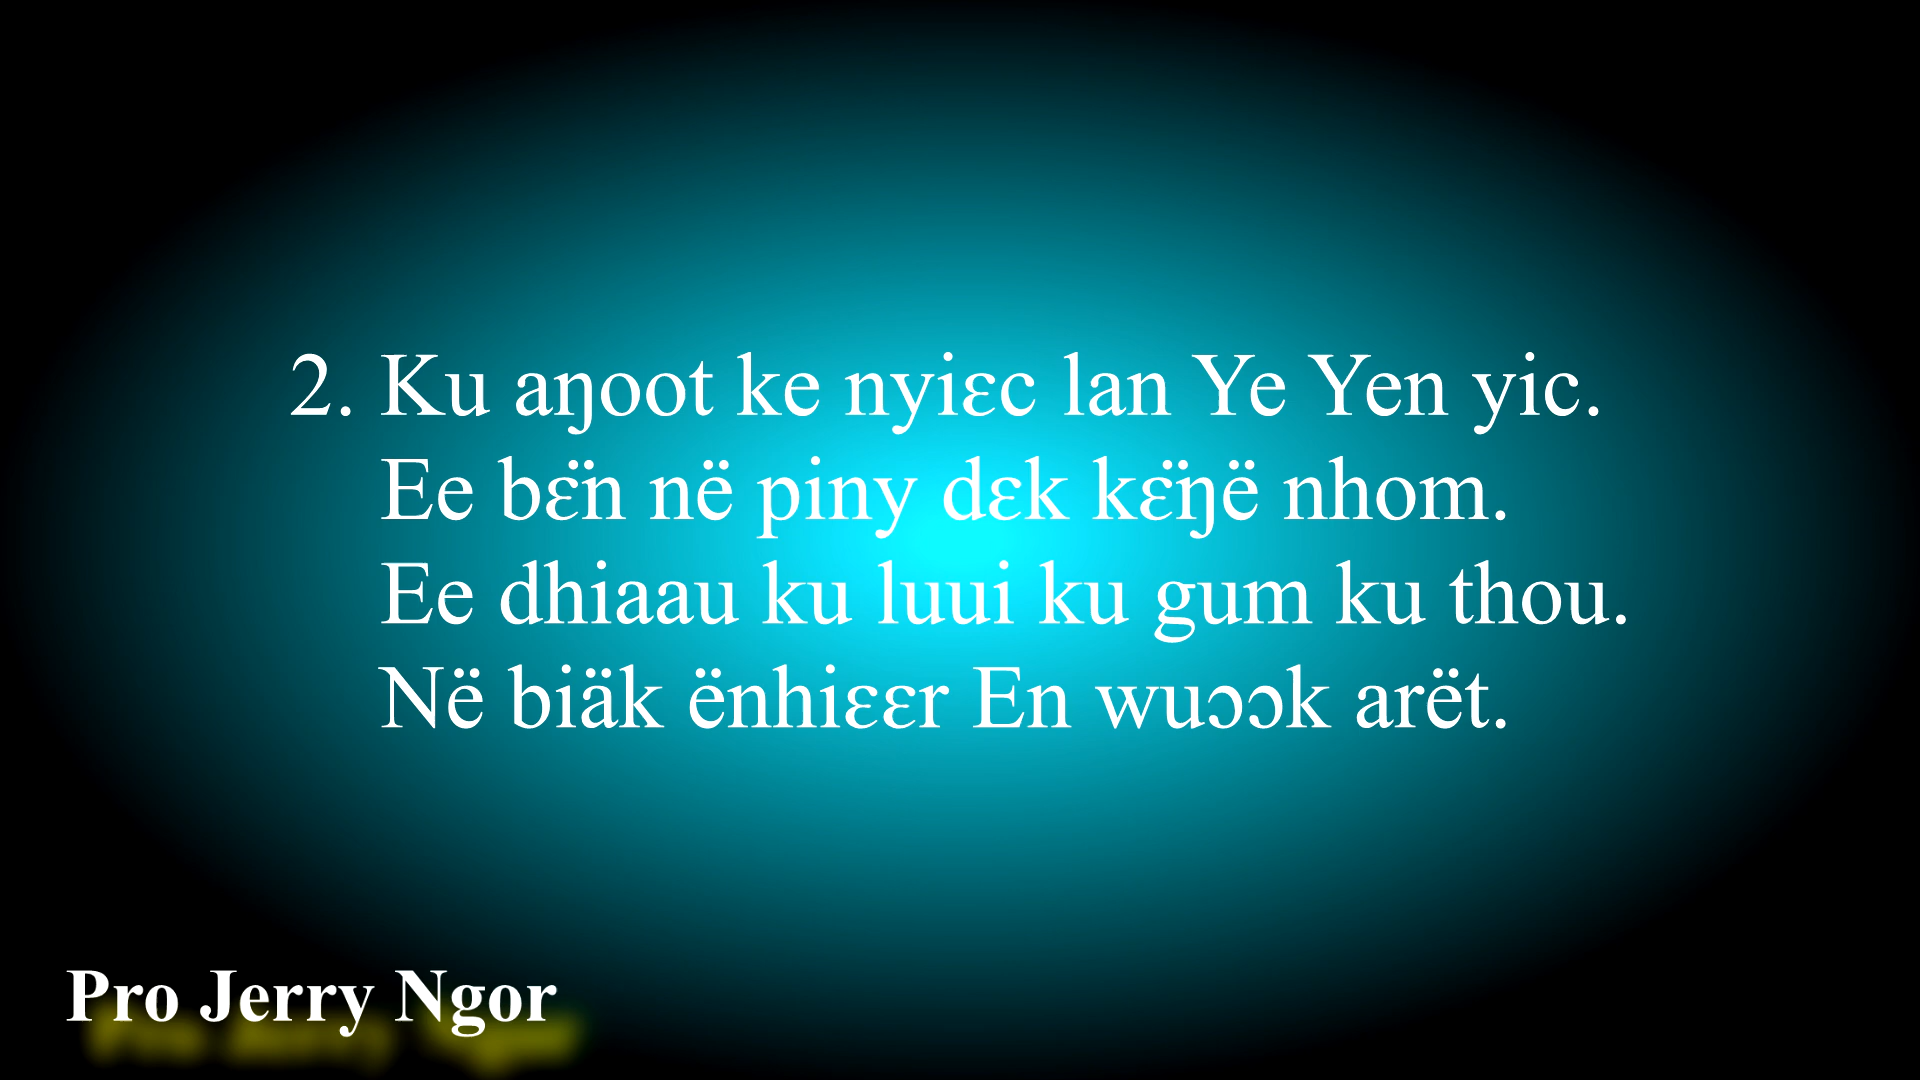 2. Ku aŋoot ke nyiɛc lan Ye Yen yic.
Ee bɛ̈n në piny dɛk kɛ̈ŋë nhom.
Ee dhiaau ku luui ku gum ku thou.
Në biäk ënhiɛɛr En wuɔɔk arët.
Pro Jerry Ngor